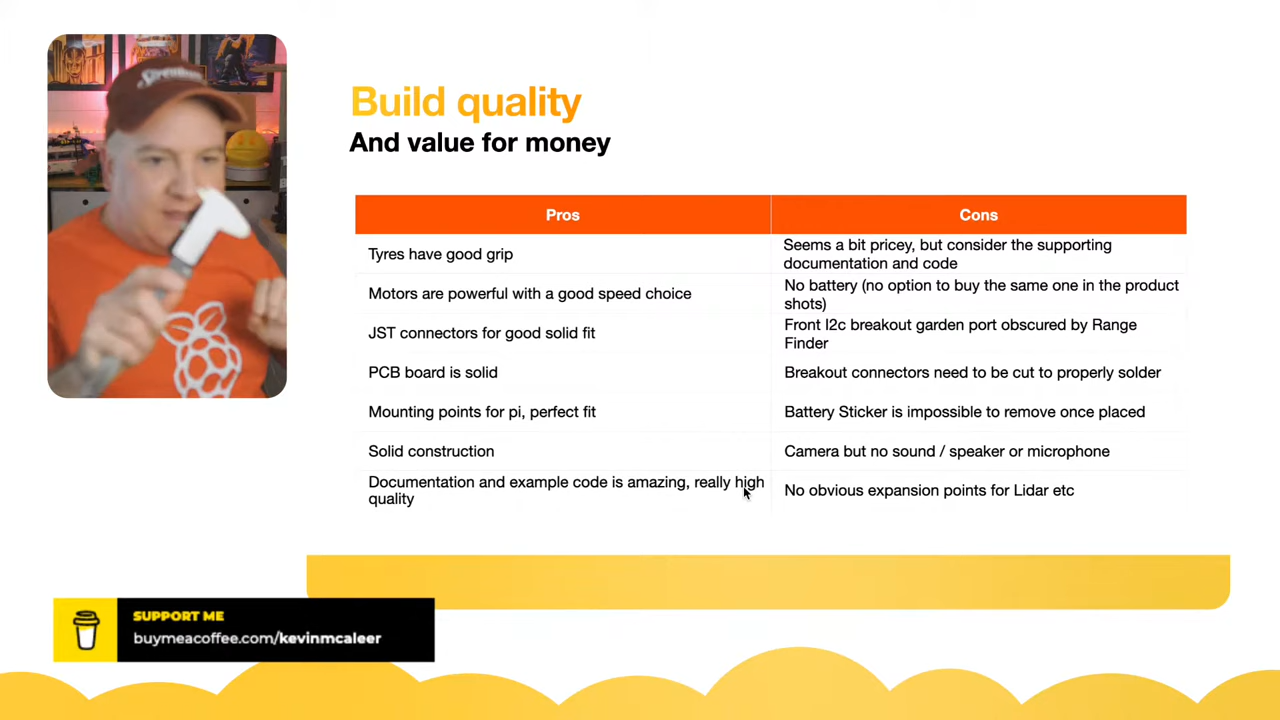 Build quality
And value for money
Pros
Cons
Tyres have good grip
Seems a bit pricey, but consider the supporting
documentation and code
Motors are powerful with a good speed choice
No battery (no option to buy the same one in the product
shots)
JST connectors for good solid fit
Front I2c breakout garden port obscured by Range
Finder
PCB board is solid
Breakout connectors need to be cut to properly solder
Mounting points for pi, perfect fit
Battery Sticker is impossible to remove once placed
Solid construction
Camera but no sound / speaker or microphone
Documentation and example code is amazing, really high
quality
No obvious expansion points for Lidar etc
SUPPORT ME
buymeacoffee.com/kevinmcaleer